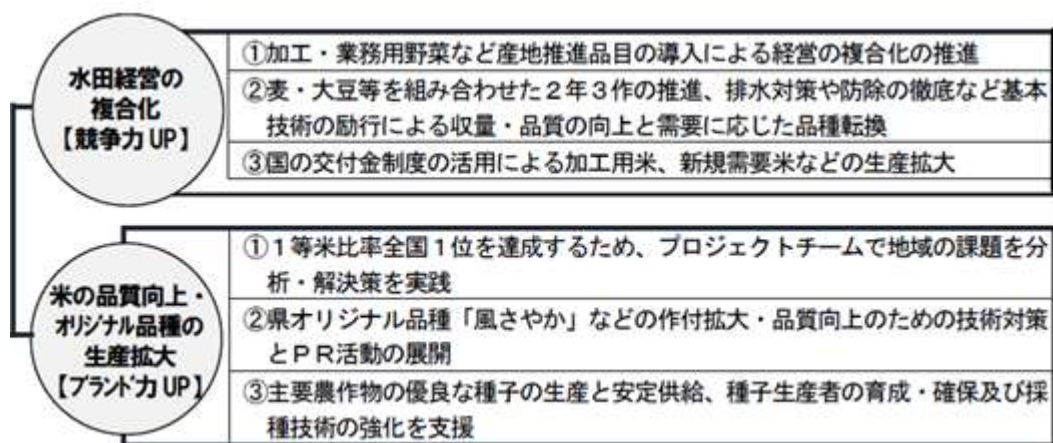 水田経営の
複合化
【競争力 UP】
①加工・業務用野菜など産地推進品目の導入による経営の複合化の推進
②麦・大豆等を組み合わせた２年３作の推進、排水対策や防除の徹底など基本
技術の励行による収量・品質の向上と需要に応じた品種転換
③国の交付金制度の活用による加工用米、新規需要米などの生産拡大
米の品質向上・
ｵﾘｼﾞﾅﾙ品種の
生産拡大
【ﾌﾞﾗﾝﾄﾞ力 UP】
①１等米比率全国１位を達成するため、プロジェクトチームで地域の課題を分
析・解決策を実践
②県オリジナル品種「風さやか」などの作付拡大・品質向上のための技術対策
とＰＲ活動の展開
③主要農作物の優良な種子の生産と安定供給、種子生産者の育成・確保及び採
種技術の強化を支援